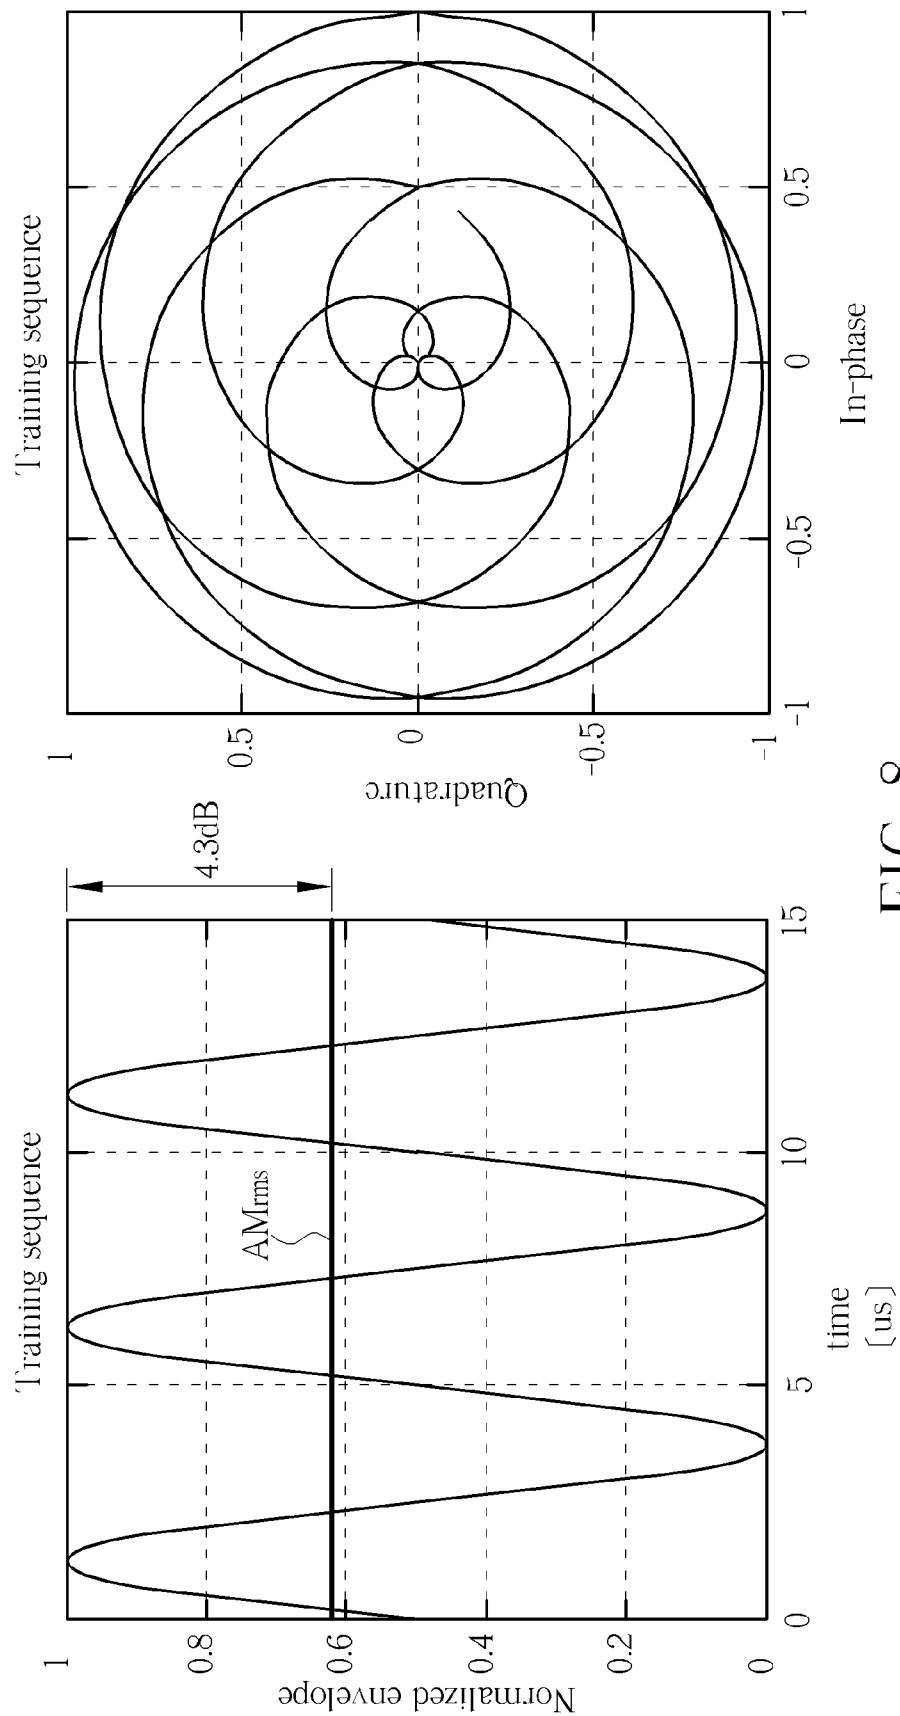 Training sequence
Normalized envelope
1
0.8
0.6
0.4
0.2
0
0
5
10
15
time
[us]
AMrms
4.3dB
Training sequence
Quadrature
1
0.5
0
-0.5
-1
-1
-0.5
0
0.5
1
In-phase
FIG. 8